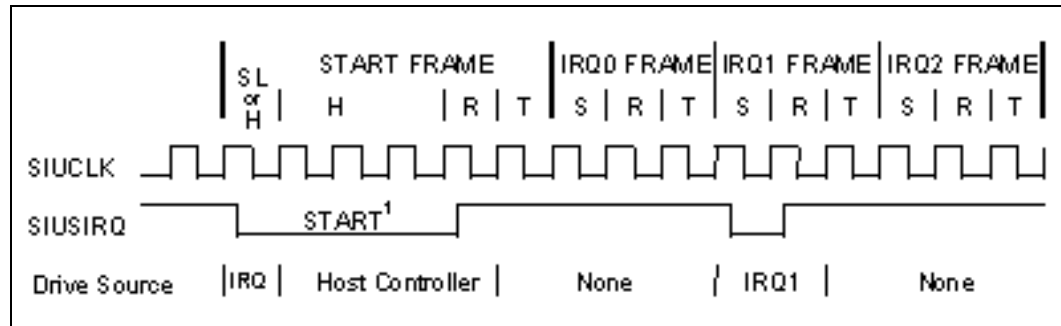 START FRAME IRQ0 FRAME IRQ1 FRAME IRQ2 FRAME
SL
or
H
H R T S R T S R T S R T
SIUCLK
SIUSIRQ START1
Drive Source IRQ Host Controller None IRQ1 None